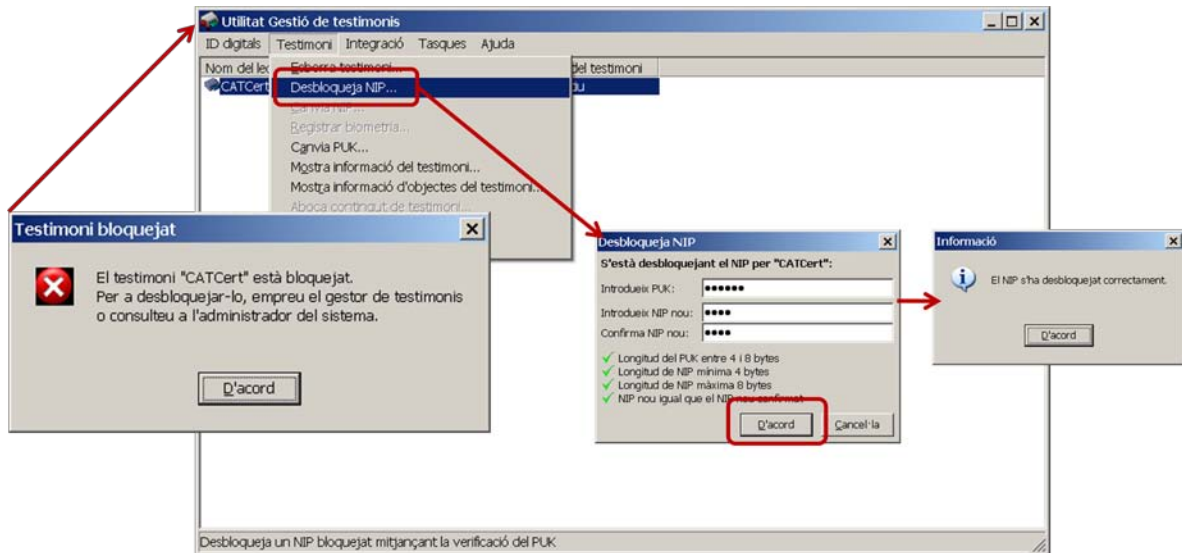 Utilitat Gestió de testimonis
ID digitals Testimoni Integració Tasques Ajuda
Nom del lec del testimoni
CATCert du
Esborra testimoni...
Desbloqueja NIP...
Canvia NIP...
Registrar biometria...
Canvia PUK...
Mostra informació del testimoni...
Mostra informació d'objectes del testimoni...
Aboca contingut de testimoni...
Testimoni bloquejat
El testimoni "CATCert" està bloquejat.
Per a desbloquejar-lo, empreu el gestor de testimonis
o consulteu a l'administrador del sistema.
D'acord
Desbloqueja NIP
S'està desbloquejant el NIP per "CATCert":
Introdueix PUK: ••••••
Introdueix NIP nou: ••••
Confirma NIP nou: ••••
Longitud del PUK entre 4 i 8 bytes
Longitud de NIP mínima 4 bytes
Longitud de NIP màxima 8 bytes
NIP nou igual que el NIP nou confirmat
D'acord Cancel·la
Informació
El NIP s'ha desbloquejat correctament.
D'acord
Desbloqueja un NIP bloquejat mitjançant la verificació del PUK